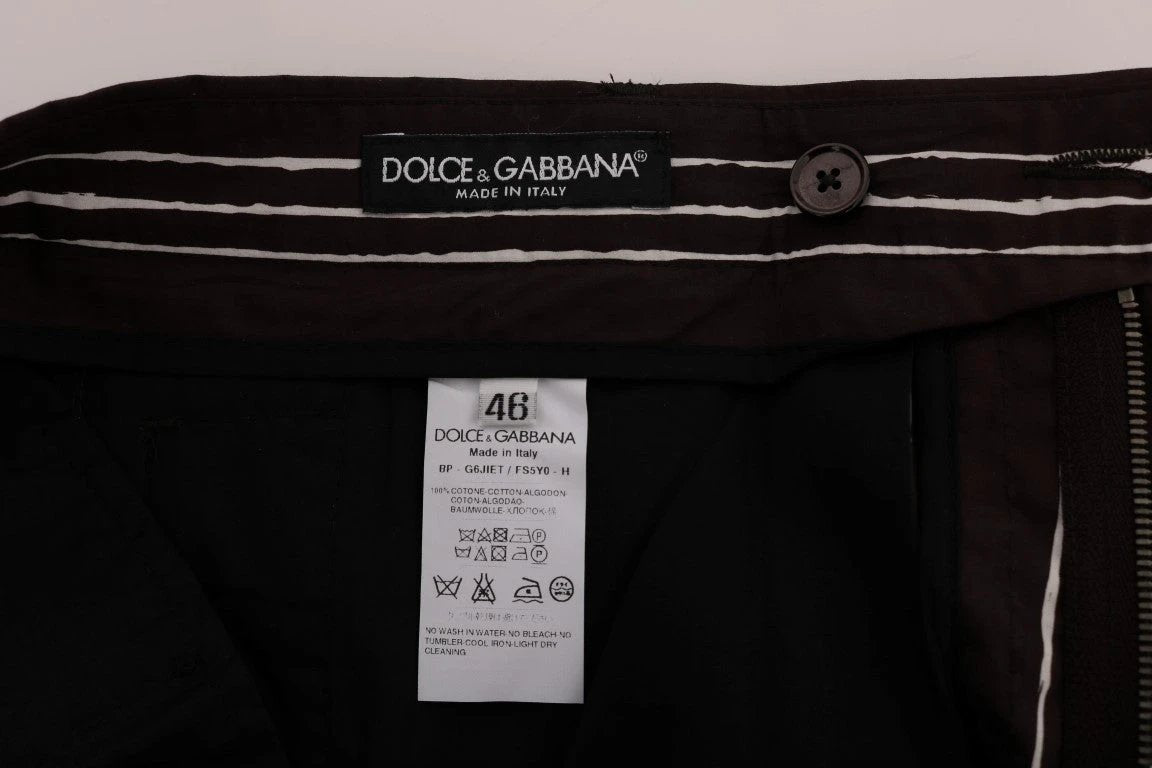 DOLCE & GABBANA®
MADE IN ITALY
46
DOLCE & GABBANA
Made in Italy
BP - G6JIET / FS5Y0 - H
100% COTONE-COTTON-ALGODON-
COTON-ALGODÃO-
BAUMWOLLE-ХЛОПОК-棉
NO WASH IN WATER-NO BLEACH-NO
TUMBLER-COOL IRON-LIGHT DRY
CLEANING